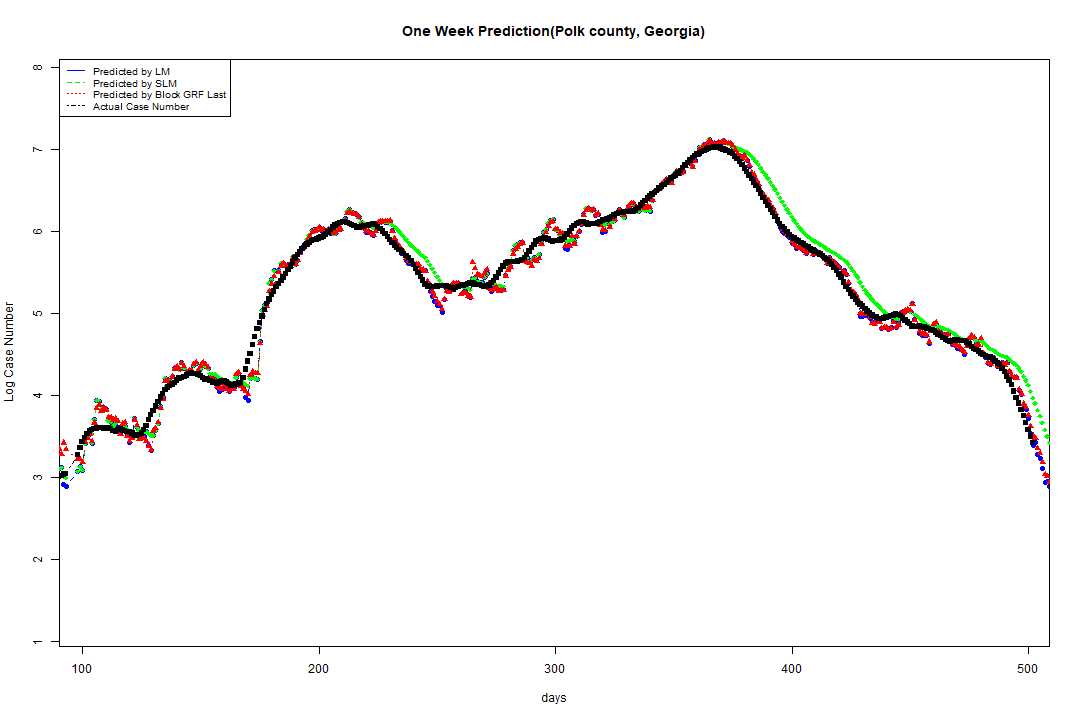 One Week Prediction(Polk county, Georgia)
Predicted by LM
Predicted by SLM
Predicted by Block GRF Last
Actual Case Number
8
7
6
5
4
3
2
1
Log Case Number
100 200 300 400 500
days